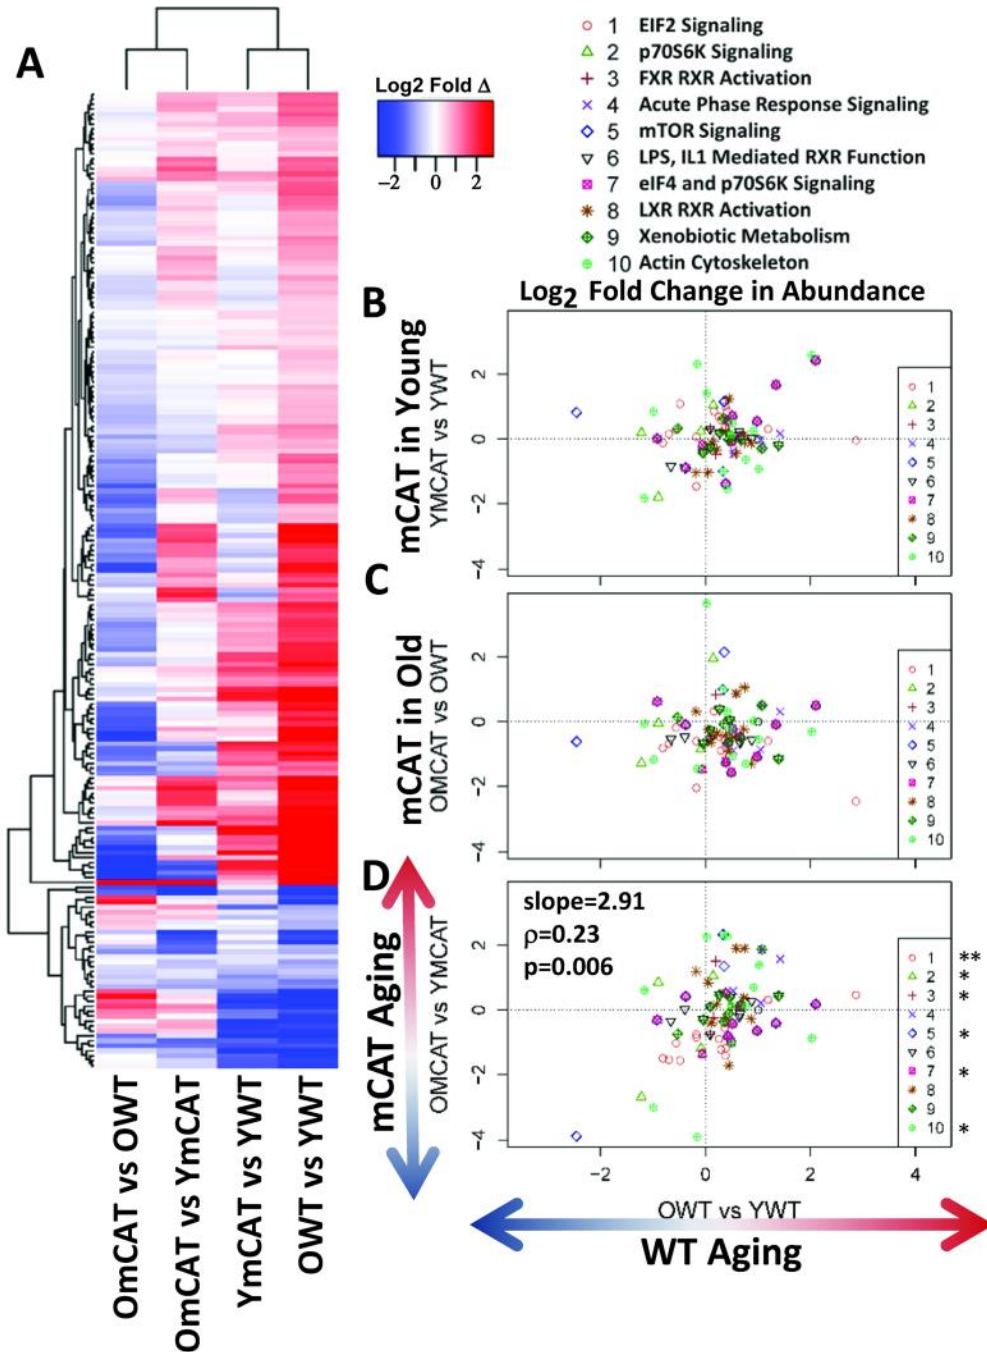 A
Log2 Fold Δ
−2 0 2
1 EIF2 Signaling
2 p70S6K Signaling
3 FXR RXR Activation
4 Acute Phase Response Signaling
5 mTOR Signaling
6 LPS, IL1 Mediated RXR Function
7 eIF4 and p70S6K Signaling
8 LXR RXR Activation
9 Xenobiotic Metabolism
10 Actin Cytoskeleton
OmCAT vs OWT
OmCAT vs YmCAT
YmCAT vs YWT
OWT vs YWT
B
Log2 Fold Change in Abundance
mCAT in Young
YMCAT vs YWT
2
0
−2
−4
1
2
3
4
5
6
7
8
9
10
C
mCAT in Old
OMCAT vs OWT
2
0
−2
−4
1
2
3
4
5
6
7
8
9
10
D
mCAT Aging
OMCAT vs YMCAT
slope=2.91
ρ=0.23
p=0.006
2
0
−2
−4
1 **
2 *
3 *
4
5 *
6
7 *
8
9
10 *
−2 0 2 4
OWT vs YWT
WT Aging